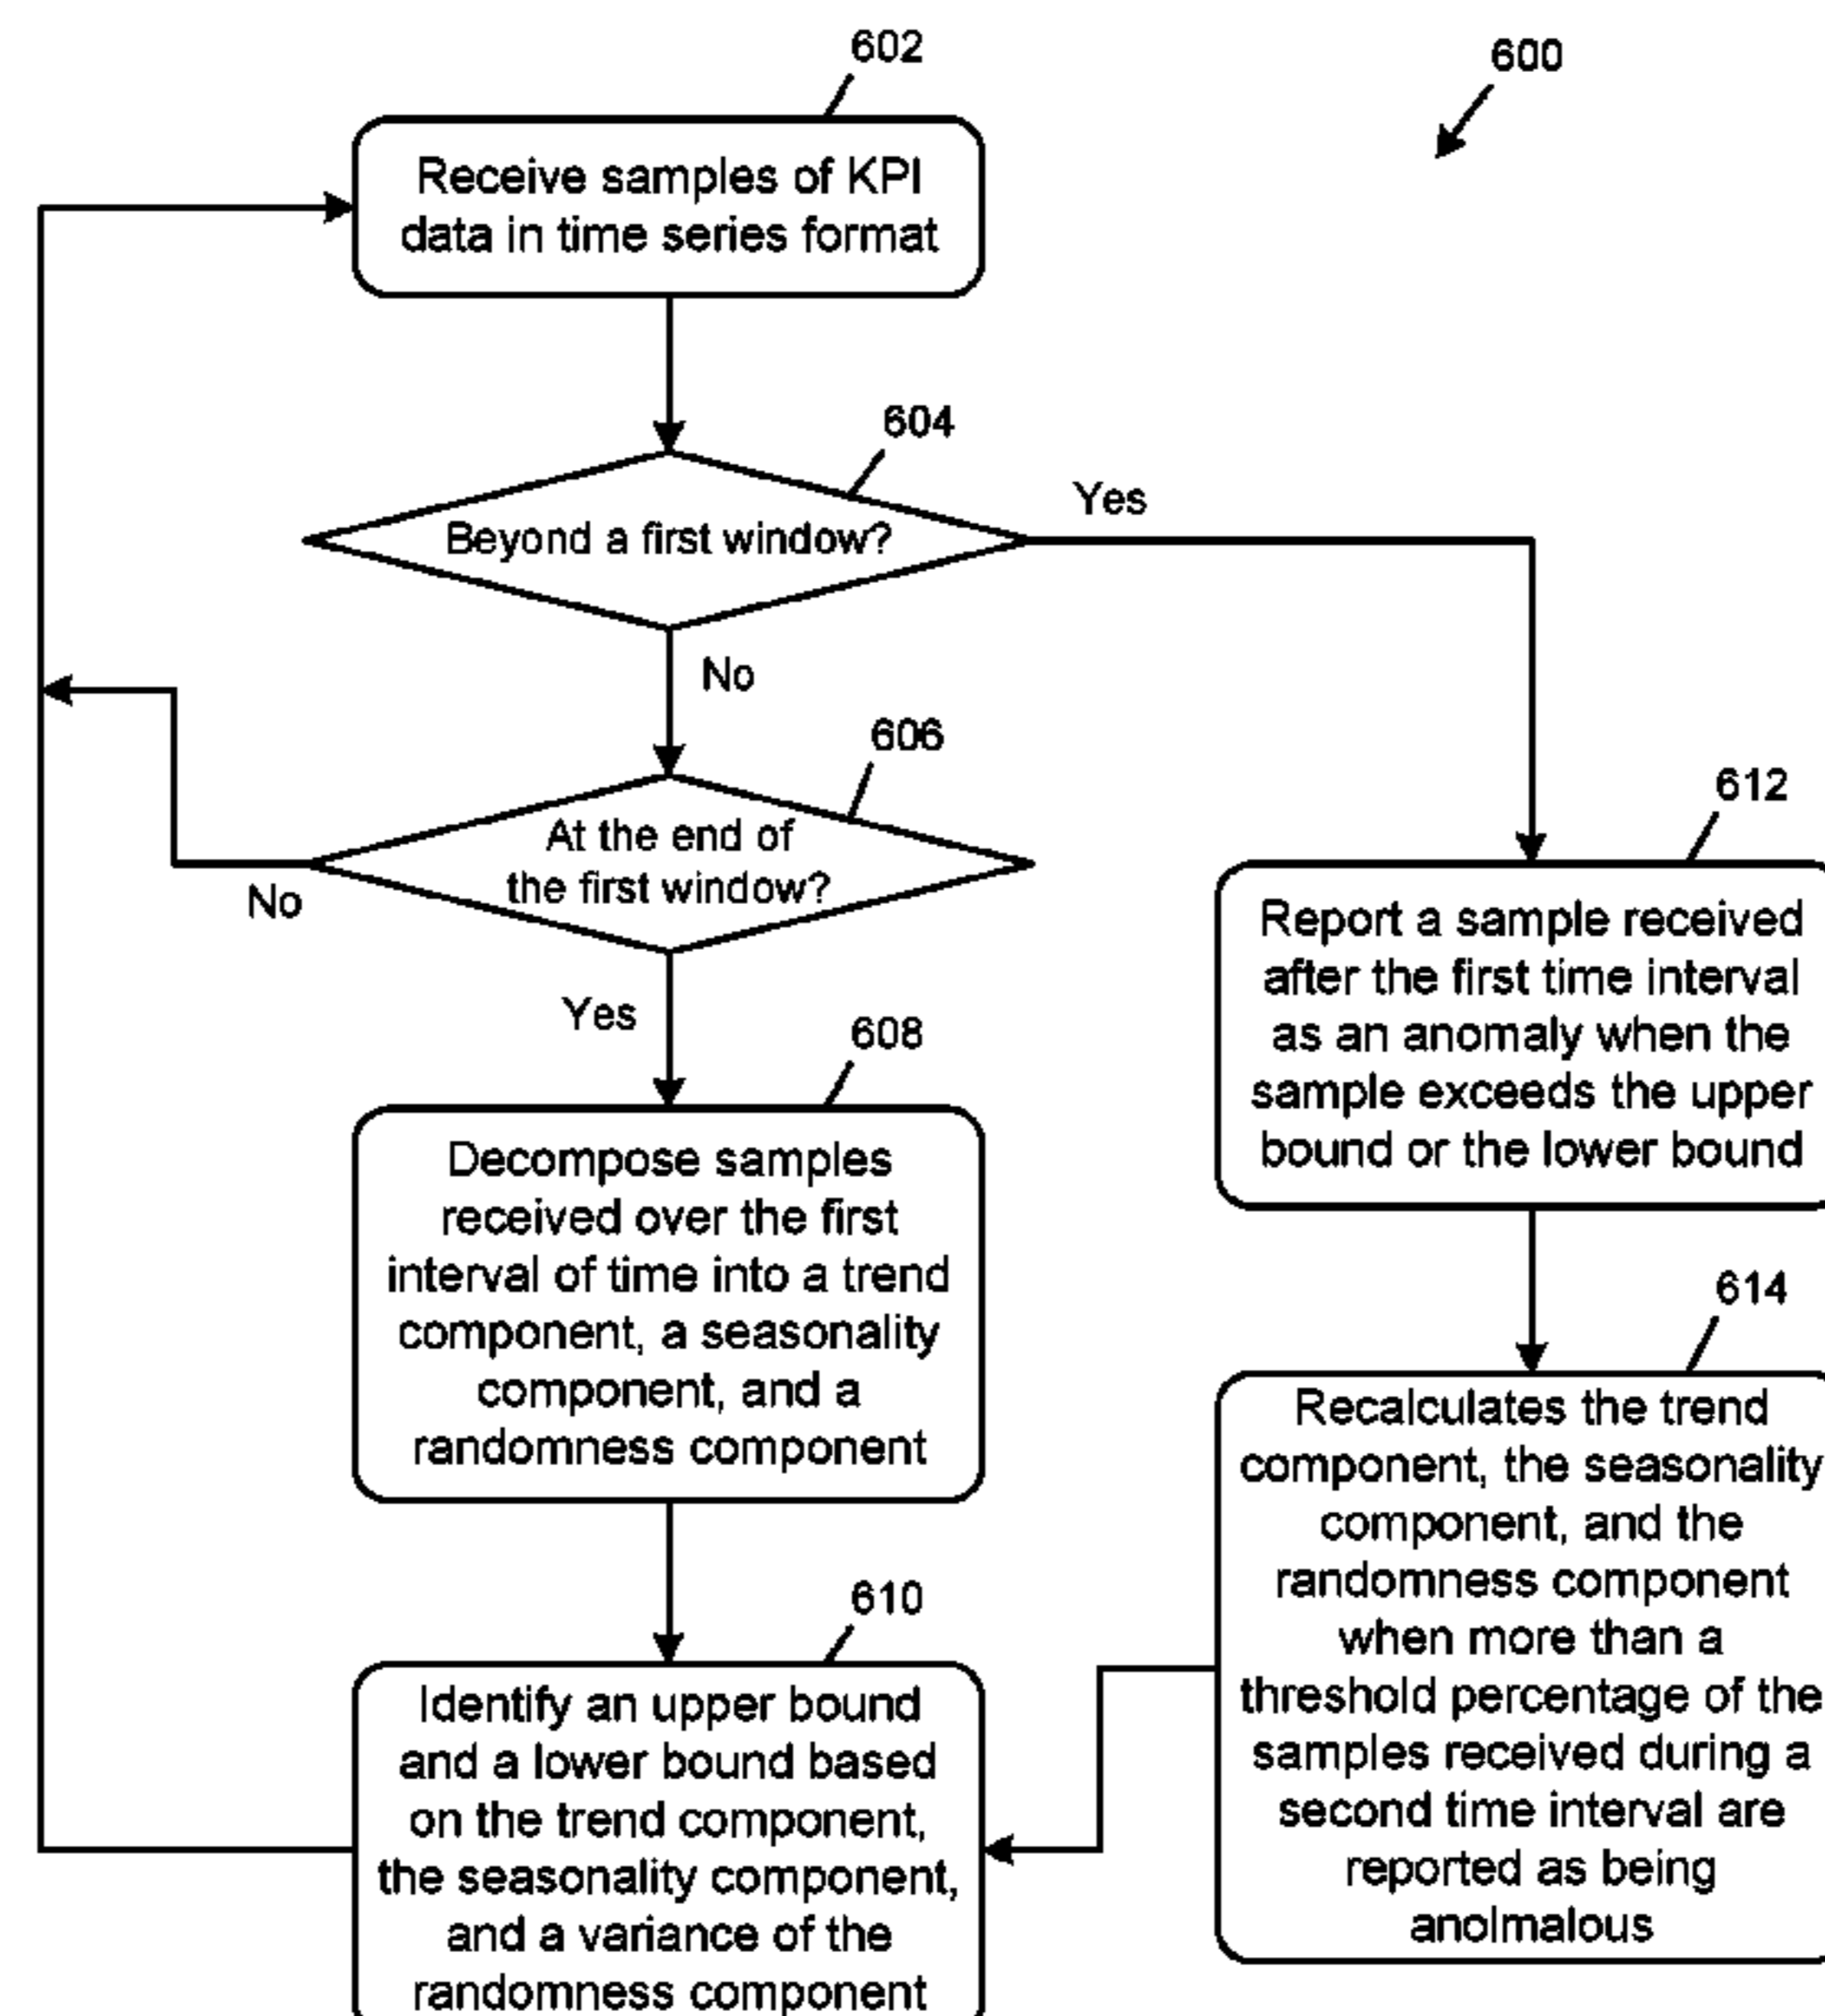 602
600
Receive samples of KPI
data in time series format
604
Beyond a first window?
Yes
No
606
At the end of
the first window?
No
Yes
608
Decompose samples
received over the first
interval of time into a trend
component, a seasonality
component, and a
randomness component
610
Identify an upper bound
and a lower bound based
on the trend component,
the seasonality component,
and a variance of the
randomness component
612
Report a sample received
after the first time interval
as an anomaly when the
sample exceeds the upper
bound or the lower bound
614
Recalculates the trend
component, the seasonality
component, and the
randomness component
when more than a
threshold percentage of the
samples received during a
second time interval are
reported as being
anolmalous